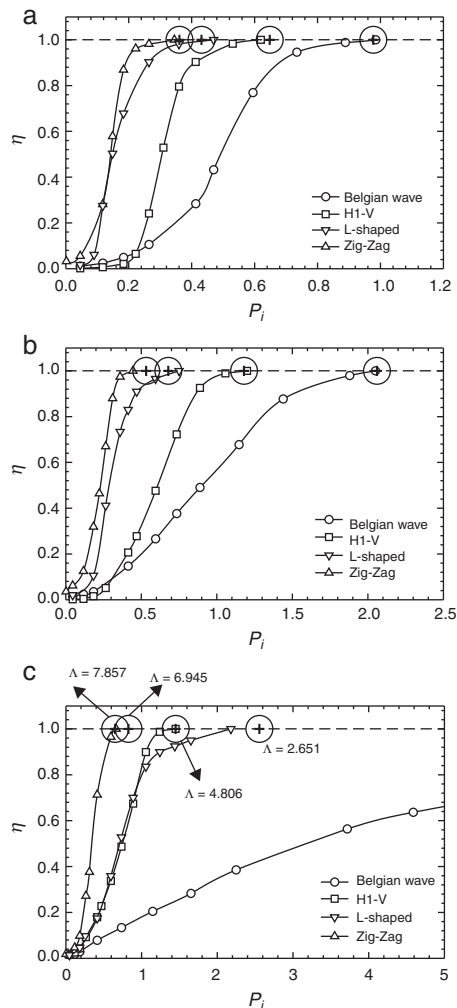 a
1.0
0.8
0.6
0.4
0.2
0.0
η
Belgian wave
H1-V
L-shaped
Zig-Zag
0.0 0.2 0.4 0.6 0.8 1.0 1.2
Pi
b
1.0
0.8
0.6
0.4
0.2
0.0
η
Belgian wave
H1-V
L-shaped
Zig-Zag
0.0 0.5 1.0 1.5 2.0 2.5
Pi
c
Λ = 7.857
Λ = 6.945
Λ = 2.651
Λ = 4.806
1.0
0.8
0.6
0.4
0.2
0.0
η
Belgian wave
H1-V
L-shaped
Zig-Zag
0 1 2 3 4 5
Pi